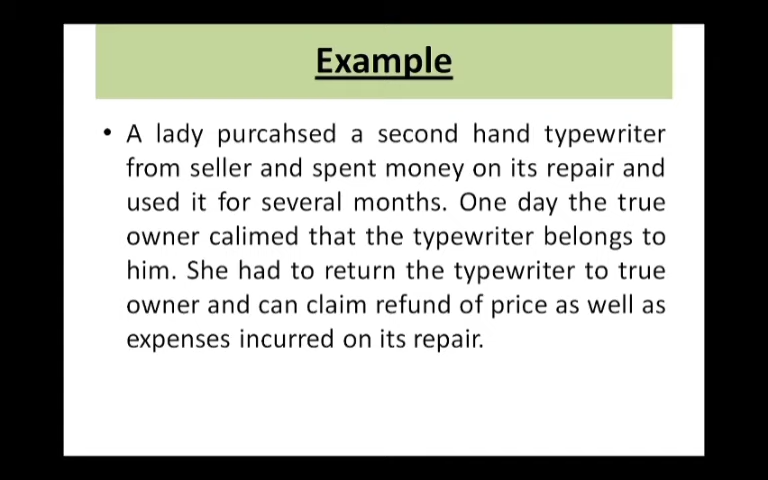 Example
• A lady purcahsed a second hand typewriter
from seller and spent money on its repair and
used it for several months. One day the true
owner calimed that the typewriter belongs to
him. She had to return the typewriter to true
owner and can claim refund of price as well as
expenses incurred on its repair.